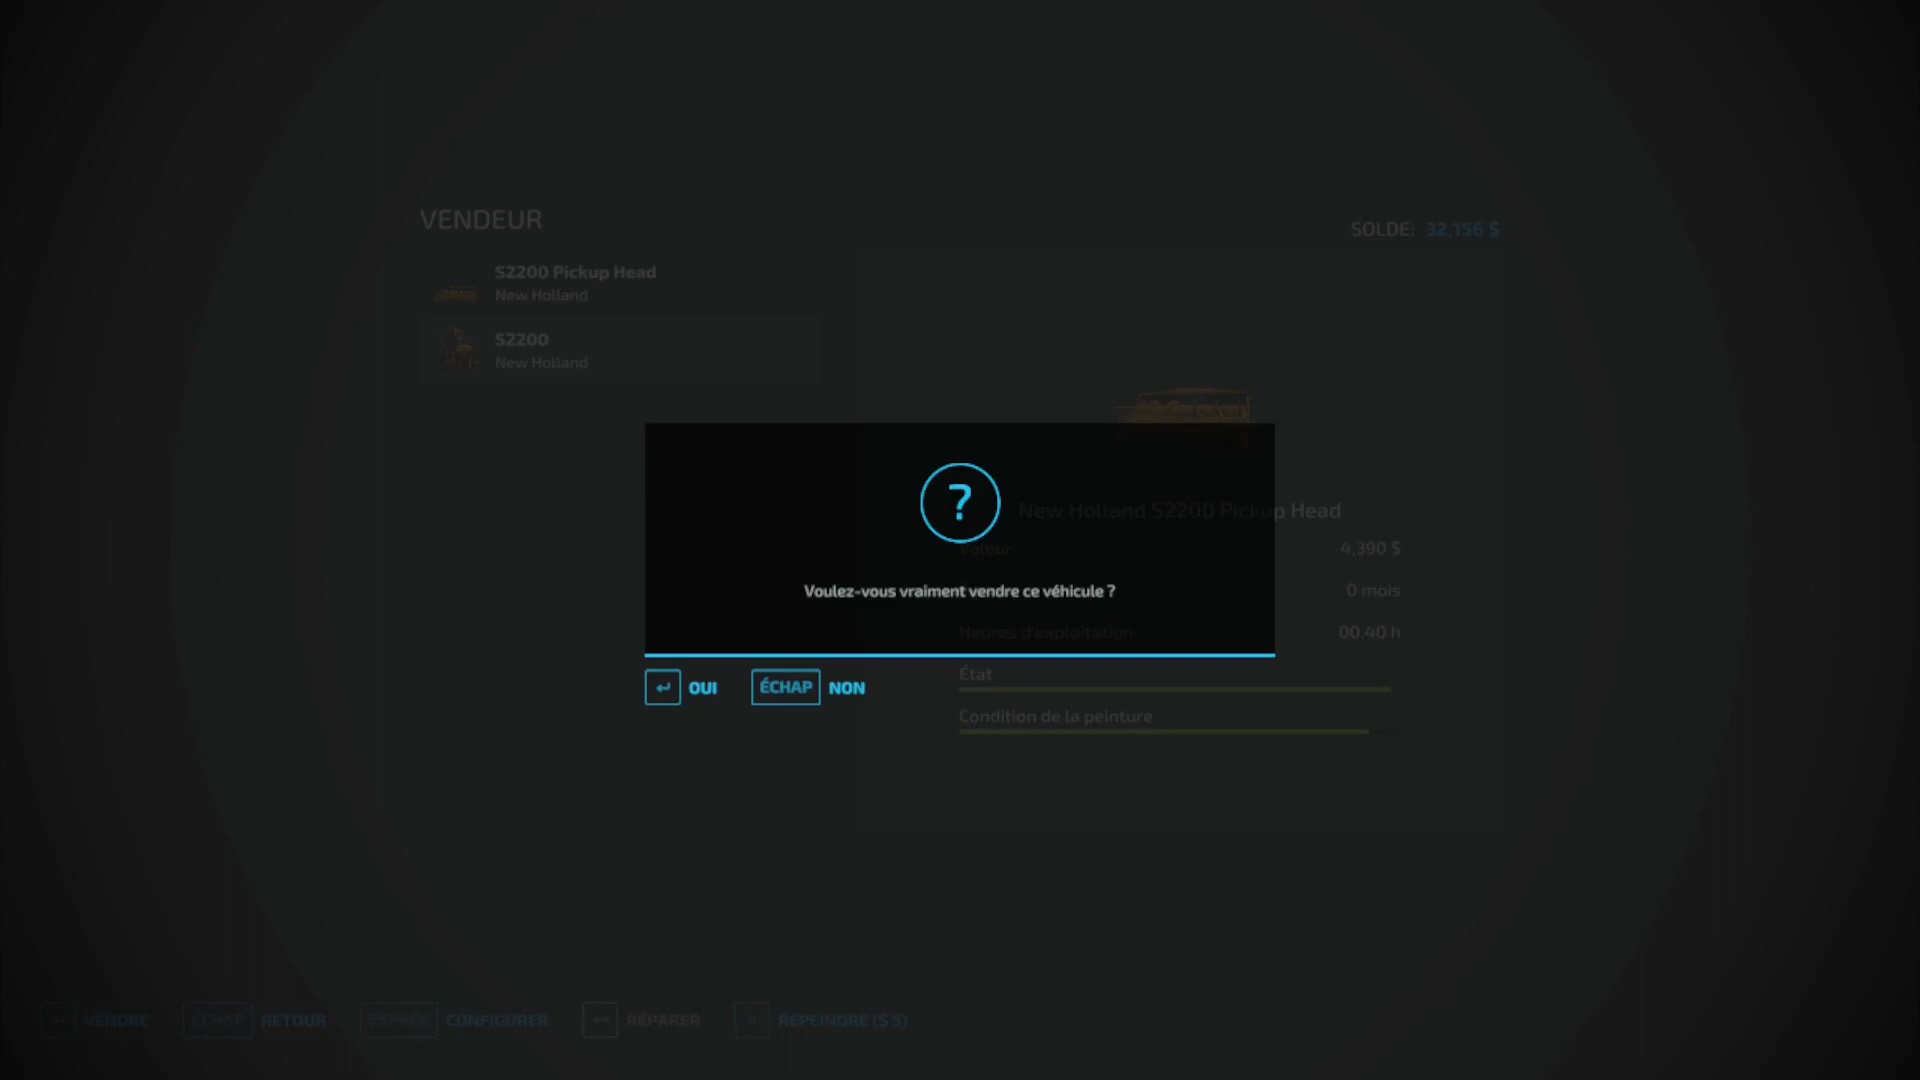 VENDEUR
SOLDE: 32,156 $
S2200 Pickup Head
New Holland
S2200
New Holland
?
New Holland S2200 Pickup Head
Valeur 4,390 $
Voulez-vous vraiment vendre ce véhicule ?
0 mois
Heures d'exploitation 00.40 h
État
OUI ÉCHAP NON
Condition de la peinture
VENDRE ÉCHAP RETOUR ESPACE CONFIGURER RÉPARER REPEINDRE ($ 5)